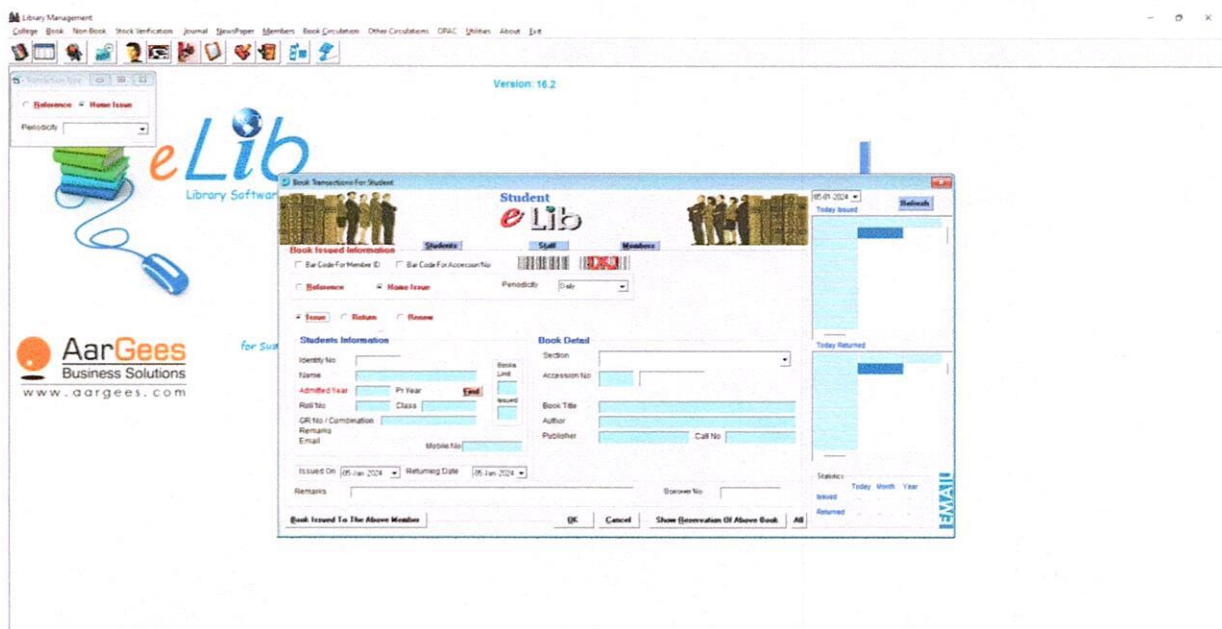 Library Management
College Book Non Book Stock Verification Journal NewsPaper Members Book Circulation Other Circulations OPAC Utilities About Exit
Transaction Type
Version: 16.2
Reference Home Issue
Periodicity
eLib
Library Softwar
AarGees
Business Solutions
www.aargees.com
for Sua
Book Transactions For Student
Student
eLib
Students Staff Members
Book Issued Information
Bar Code For Member ID Bar Code For Accession No
Reference Home Issue Periodicity Daily
Issue Return Renew
Students Information
Identity No
Name
Admitted Year Pr Year Find
Roll No Class
GR No / Combination
Remarks
Email
Mobile No
Books
Limit
Issued
Book Detail
Section
Accession No
Book Title
Author
Publisher Call No
Issued On 05-Jan-2024 Returning Date 05-Jan-2024
Remarks Borrower No
Book Issued To The Above Member OK Cancel Show Reservation Of Above Book All
05-01-2024 Refresh
Today Issued
Today Returned
Statistics
Today Month Year
Issued
Returned
EMAIL